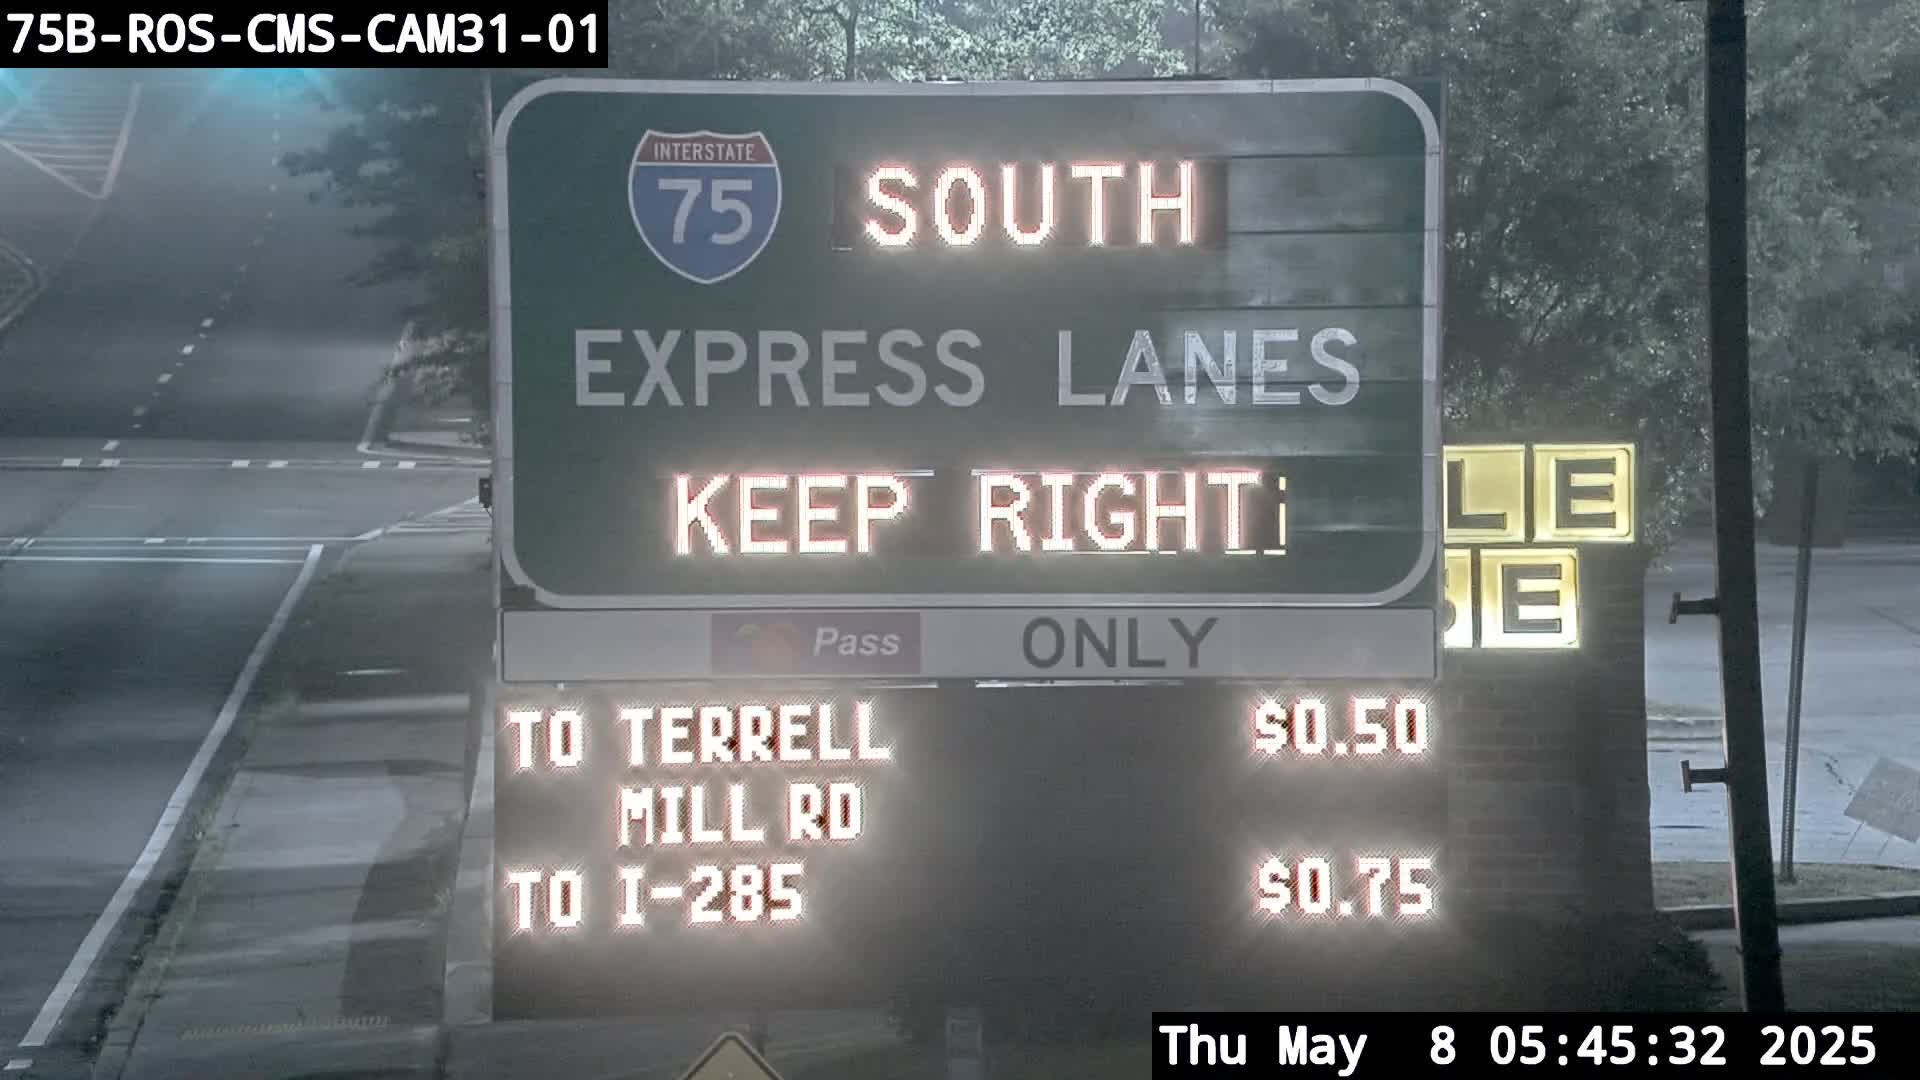 75B-ROS-CMS-CAM31-01
INTERSTATE
75
SOUTH
EXPRESS LANES
KEEP RIGHT
LE
E
Pass ONLY
TO TERRELL $0.50
MILL RD
TO I-285 $0.75
Thu May 8 05:45:32 2025